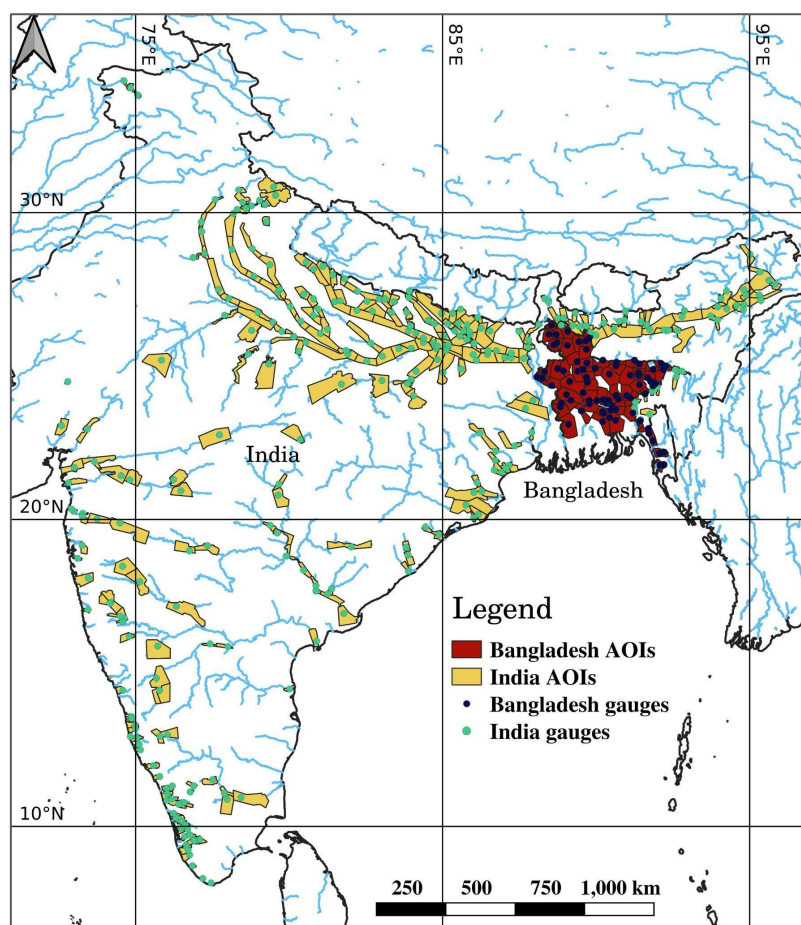 75°E
85°E
95°E
30°N
India
Bangladesh
20°N
Legend
Bangladesh AOIs
India AOIs
Bangladesh gauges
India gauges
10°N
250 500 750 1,000 km